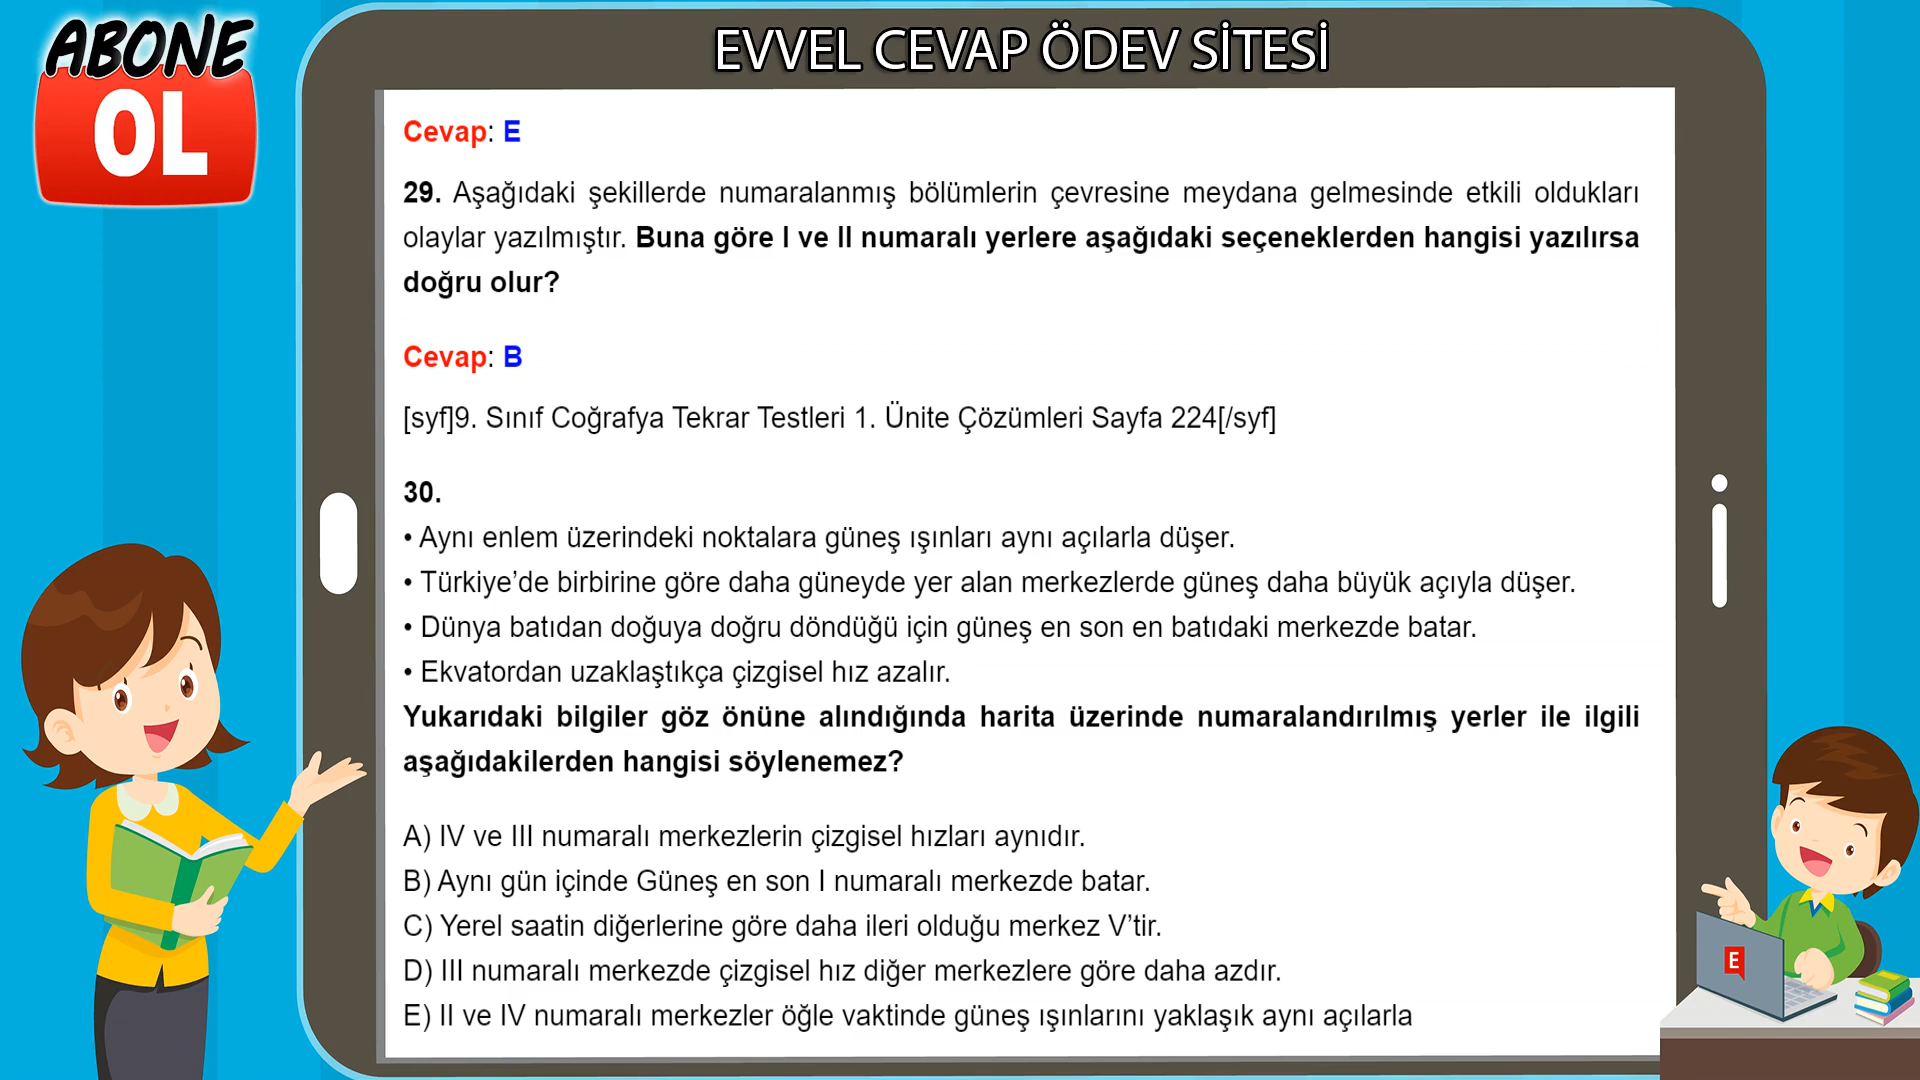 ABONE
OL
EVVEL CEVAP ÖDEV SİTESİ
Cevap: E
29. Aşağıdaki şekillerde numaralanmış bölümlerin çevresine meydana gelmesinde etkili oldukları
olaylar yazılmıştır. Buna göre I ve II numaralı yerlere aşağıdaki seçeneklerden hangisi yazılırsa
doğru olur?
Cevap: B
[syf]9. Sınıf Coğrafya Tekrar Testleri 1. Ünite Çözümleri Sayfa 224[/syf]
30.
• Aynı enlem üzerindeki noktalara güneş ışınları aynı açılarla düşer.
• Türkiye’de birbirine göre daha güneyde yer alan merkezlerde güneş daha büyük açıyla düşer.
• Dünya batıdan doğuya doğru döndüğü için güneş en son en batıdaki merkezde batar.
• Ekvatordan uzaklaştıkça çizgisel hız azalır.
Yukarıdaki bilgiler göz önüne alındığında harita üzerinde numaralandırılmış yerler ile ilgili
aşağıdakilerden hangisi söylenemez?
A) IV ve III numaralı merkezlerin çizgisel hızları aynıdır.
B) Aynı gün içinde Güneş en son I numaralı merkezde batar.
C) Yerel saatin diğerlerine göre daha ileri olduğu merkez V’tir.
D) III numaralı merkezde çizgisel hız diğer merkezlere göre daha azdır.
E) II ve IV numaralı merkezler öğle vaktinde güneş ışınlarını yaklaşık aynı açılarla
E